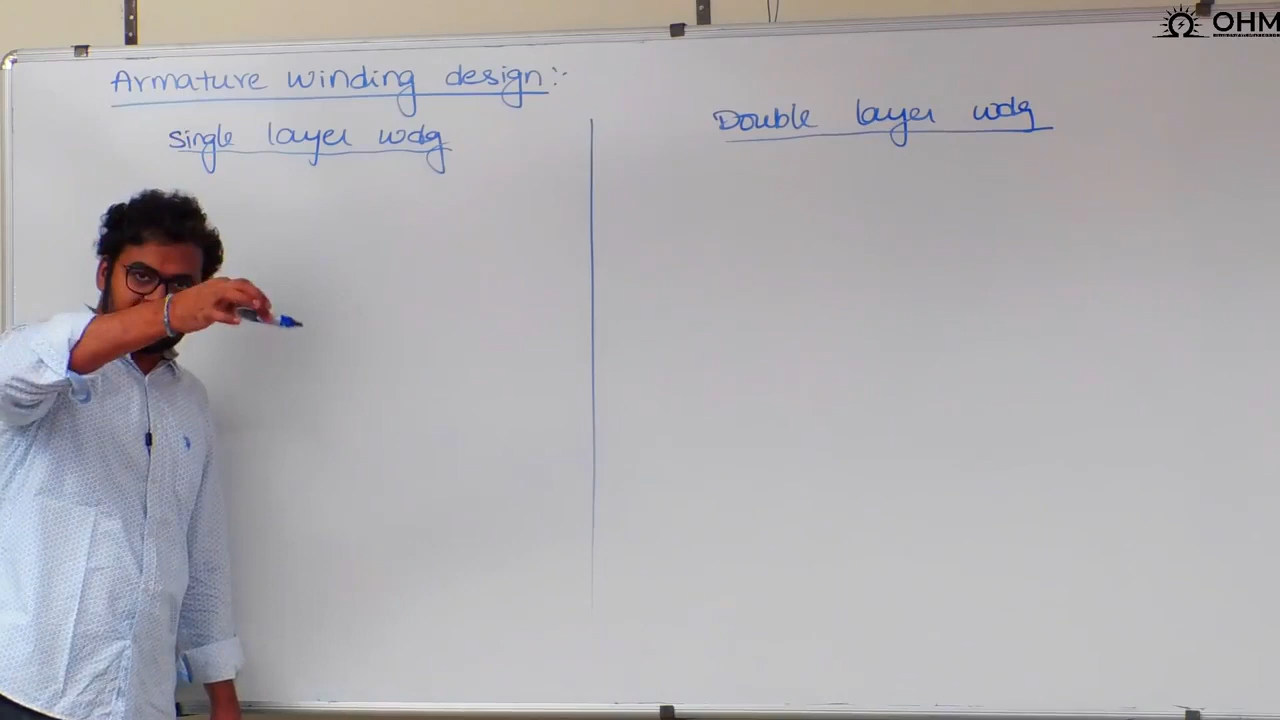 OHM
Armature winding design:-
Single layer wdg
Double layer wdg